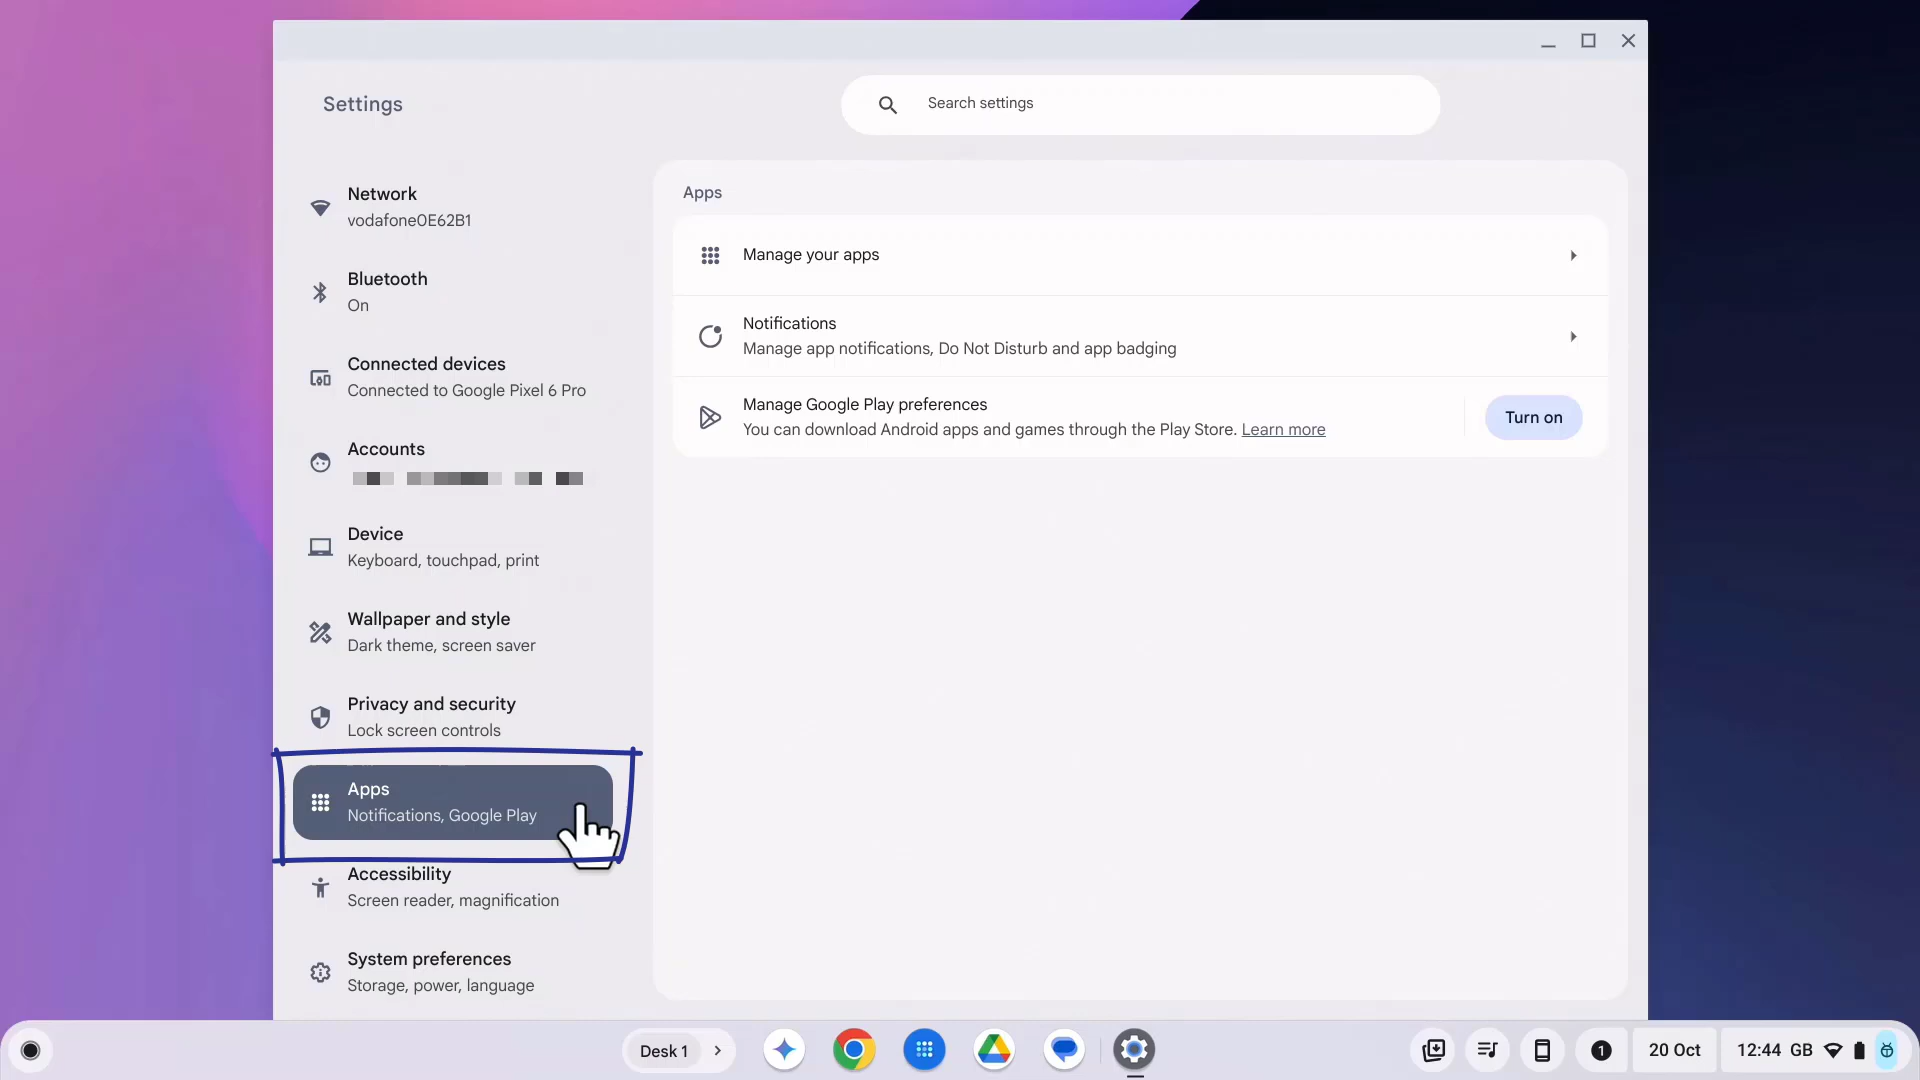 Settings
Search settings
Network
vodafone0E62B1
Bluetooth
On
Connected devices
Connected to Google Pixel 6 Pro
Accounts
Device
Keyboard, touchpad, print
Wallpaper and style
Dark theme, screen saver
Privacy and security
Lock screen controls
Apps
Notifications, Google Play
Accessibility
Screen reader, magnification
System preferences
Storage, power, language
Apps
Manage your apps
Notifications
Manage app notifications, Do Not Disturb and app badging
Manage Google Play preferences
You can download Android apps and games through the Play Store. Learn more
Turn on
Desk 1
1
20 Oct
12:44 GB